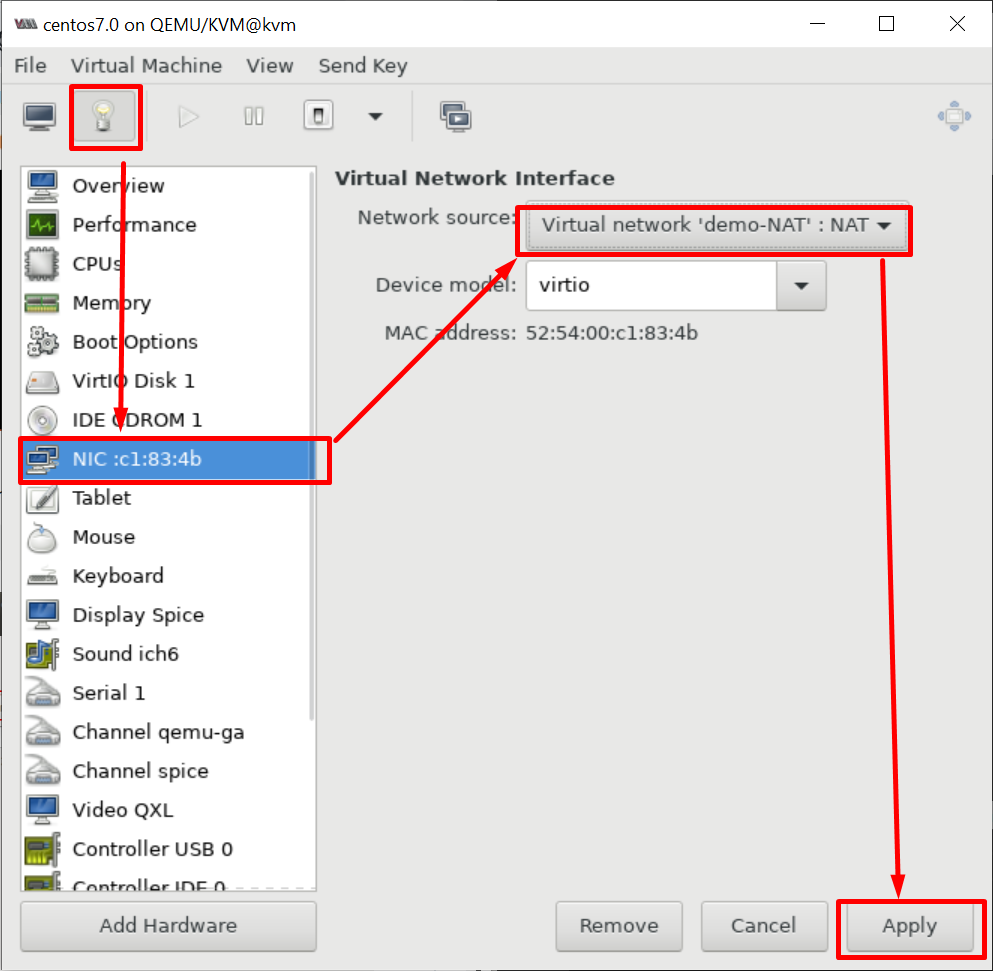 centos7.0 on QEMU/KVM@kvm
File Virtual Machine View Send Key
Overview
Performance
CPUs
Memory
Boot Options
VirtIO Disk 1
IDE CDROM 1
NIC :c1:83:4b
Tablet
Mouse
Keyboard
Display Spice
Sound ich6
Serial 1
Channel qemu-ga
Channel spice
Video QXL
Controller USB 0
Controller IDE 0
Add Hardware
Virtual Network Interface
Network source: Virtual network 'demo-NAT' : NAT
Device model: virtio
MAC address: 52:54:00:c1:83:4b
Remove Cancel Apply